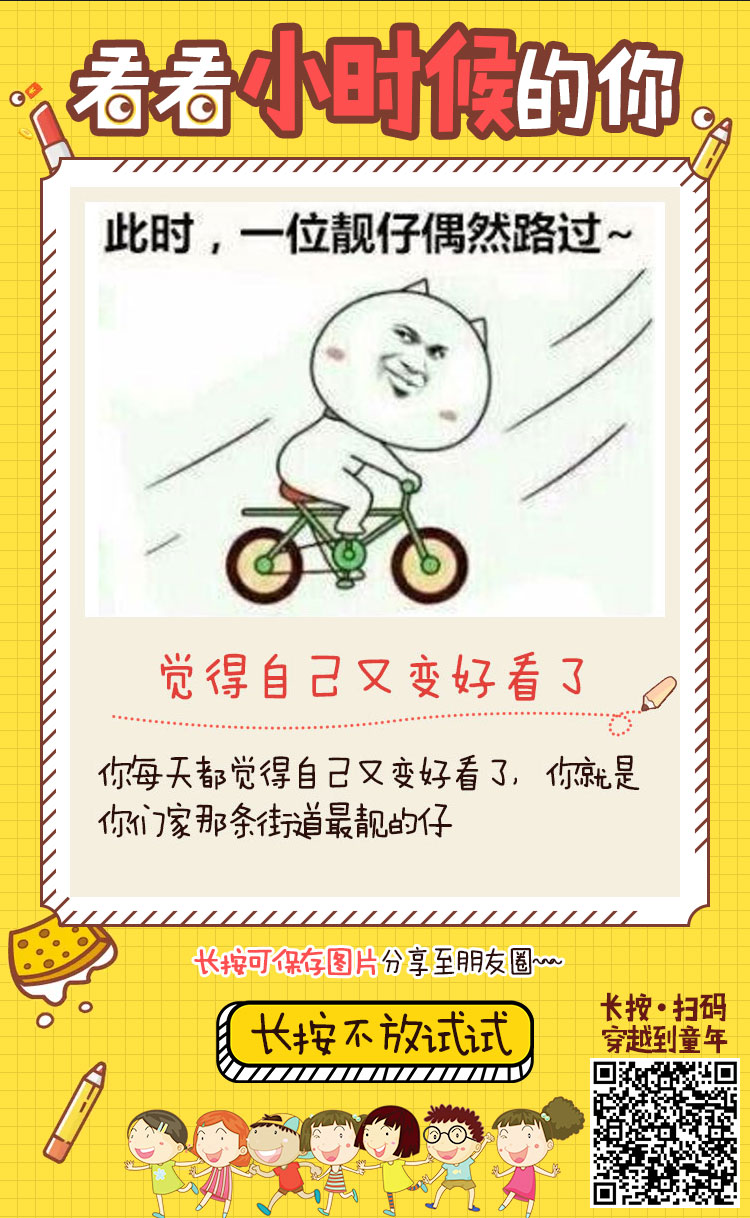 看看小时候的你
此时，一位靓仔偶然路过~
觉得自己又变好看了
你每天都觉得自己又变好看了，你就是
你们家那条街道最靓的仔
长按可保存图片分享至朋友圈~~
长按不放试试
长按·扫码
穿越到童年